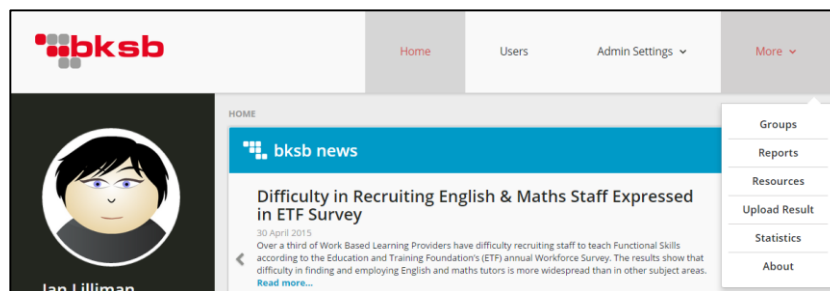 bksb
Home
Users
Admin Settings
More
HOME
bksb news
Difficulty in Recruiting English & Maths Staff Expressed
in ETF Survey
30 April 2015
Over a third of Work Based Learning Providers have difficulty recruiting staff to teach Functional Skills
according to the Education and Training Foundation's (ETF) annual Workforce Survey. The results show that
difficulty in finding and employing English and maths tutors is more widespread than in other subject areas.
Read more...
Groups
Reports
Resources
Upload Result
Statistics
About
Ian Lilliman